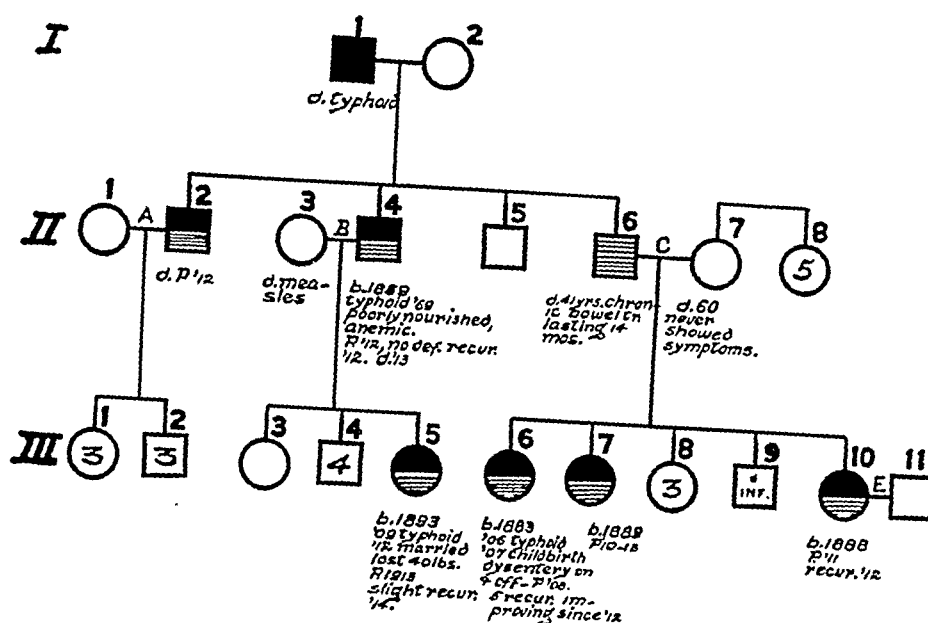 I
1
2
d. typhoid
II
1
A
2
3
B
4
5
6
C
7
8
5
d. P '12
d. mea-
sles
b. 1859
typhoid '69
poorly nourished,
anemic.
P. '12, no def. recur.
'12. d. '13
d. 41 yrs. chron-
ic bowel tr.
lasting 14
mos.
d. 60
never
showed
symptoms.
III
1
2
3
4
5
6
7
8
9
10
11
3
3
4
3
d
INF.
E
b. 1893
'09 typhoid
'12 married
lost 40 lbs.
P. 1913
slight recur.
'14.
b. 1883
'06 typhoid
'07 childbirth
dysentery on
& off - P '08.
5 recur. im-
proving since '12
b. 1888
P. '11
recur. '12